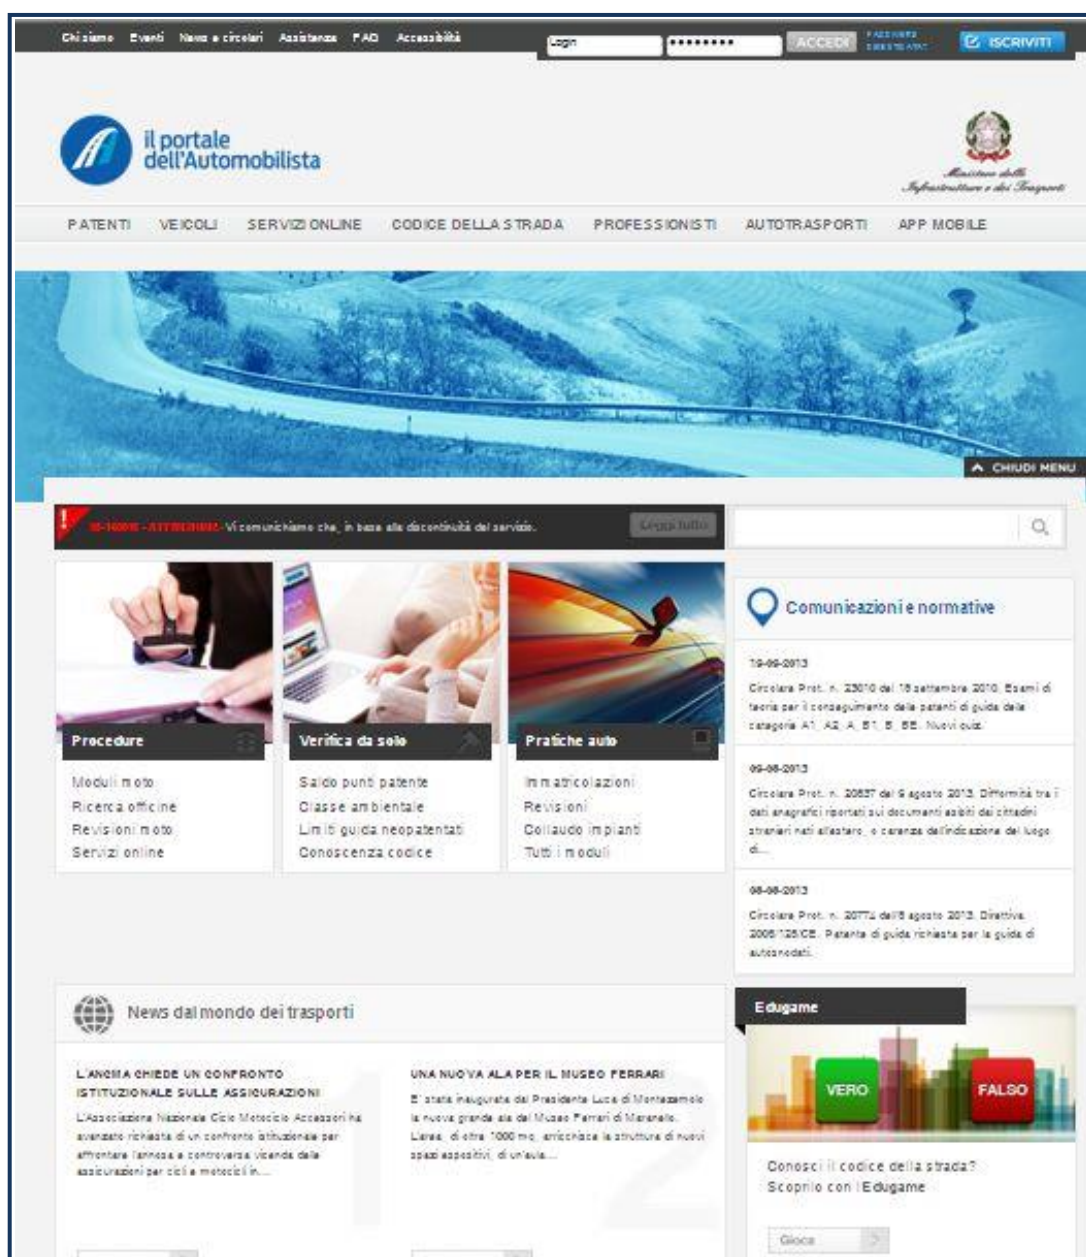 Chi siamo Eventi News e circolari Assistenza FAQ Accessibilità
Login
ACCEDI
ISCRIVITI
il portale
dell'Automobilista
Ministero delle
Infrastrutture e dei Trasporti
PATENTI VEICOLI SERVIZI ONLINE CODICE DELLA STRADA PROFESSIONISTI AUTOTRASPORTI APP MOBILE
CHIUDI MENU
- ATTENZIONE - Vi comunichiamo che, in base alle discontinuità del servizio.
Leggi tutto
Procedure
Moduli moto
Ricerca officine
Revisioni moto
Servizi online
Verifica da solo
Saldo punti patente
Classe ambientale
Limiti guida neopatentati
Conoscenza codice
Pratiche auto
Immatricolazioni
Revisioni
Collaudo impianti
Tutti i moduli
Comunicazioni e normative
19-09-2013
Circolare Prot. n. 23010 del 18 settembre 2010. Esami di
teoria per il conseguimento della patenti di guida delle
categorie A1, A2, A, B1, B, BE. Nuovi quiz.
09-08-2013
Circolare Prot. n. 20837 del 9 agosto 2013. Difformità tra i
dati anagrafici riportati sui documenti esibiti dai cittadini
stranieri nati all'estero, o carenza dell'indicazione del luogo
di...
08-08-2013
Circolare Prot. n. 20774 dell'8 agosto 2013. Direttiva
2006/126/CE. Patente di guida richiesta per la guida di
autosnodati.
News dal mondo dei trasporti
L'ANCMA CHIEDE UN CONFRONTO
ISTITUZIONALE SULLE ASSICURAZIONI
L'Associazione Nazionale Ciclo Motociclo Accessori ha
avanzato richiesta di un confronto istituzionale per
affrontare l'annosa e controversa vicenda delle
assicurazioni per cicli e motocicli in...
1
UNA NUOVA ALA PER IL MUSEO FERRARI
E' stata inaugurata dal Presidente Luca di Montezemolo
la nuova grande ala del Museo Ferrari di Maranello.
L'area, di oltre 1000 mq, arricchisce la struttura di nuovi
spazi espositivi, di un'aula...
2
Edugame
VERO
FALSO
Conosci il codice della strada?
Scoprilo con l'Edugame
Gioca